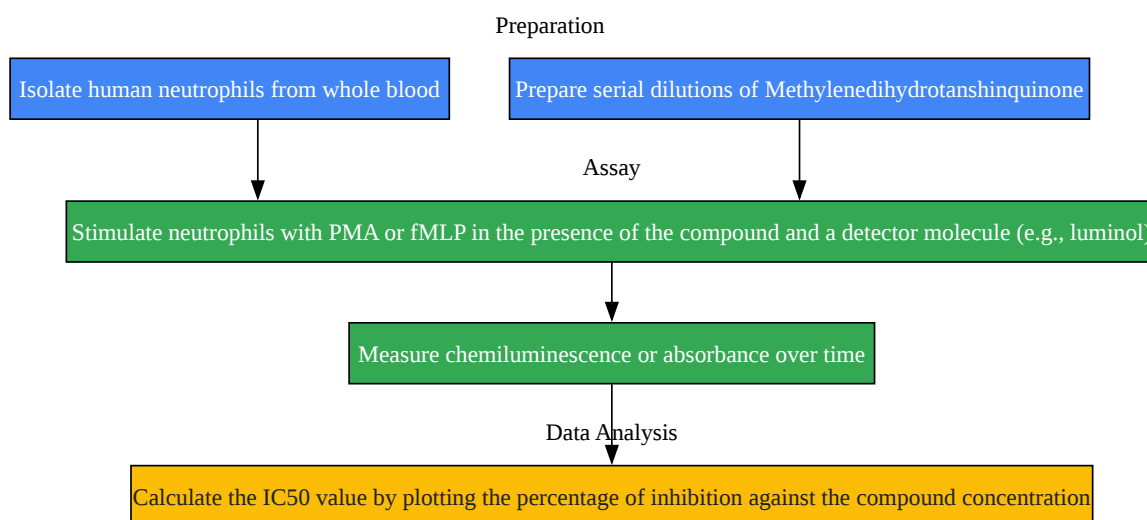 Preparation
Isolate human neutrophils from whole blood
Prepare serial dilutions of Methylenedihydrotanshinquinone
Assay
Stimulate neutrophils with PMA or fMLP in the presence of the compound and a detector molecule (e.g., luminol)
Measure chemiluminescence or absorbance over time
Data Analysis
Calculate the IC50 value by plotting the percentage of inhibition against the compound concentration